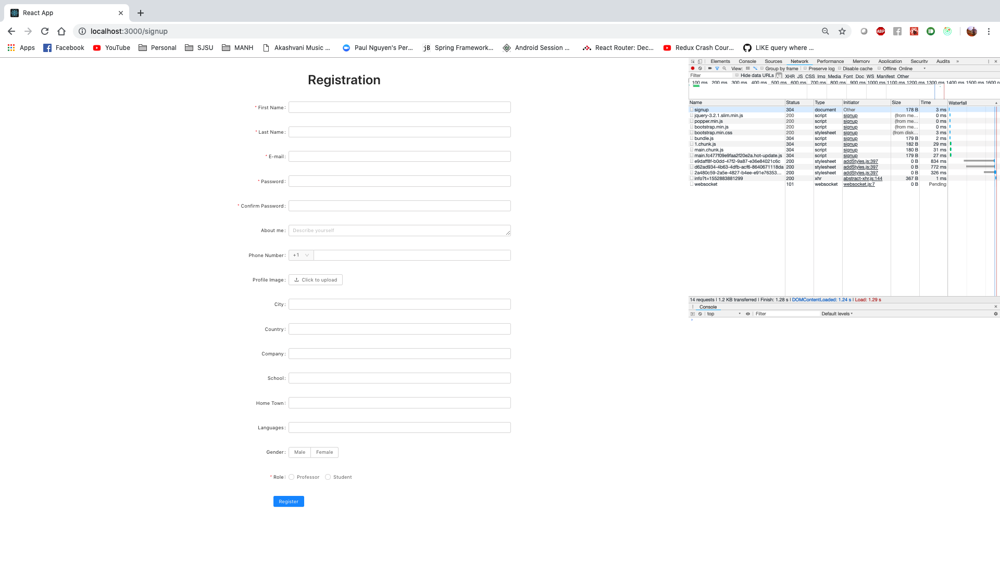 React App
localhost:3000/signup
Apps Facebook YouTube Personal SJSU MANH Akashvani Music ... Paul Nguyen's Per... Spring Framework... Android Session ... React Router: Dec... Redux Crash Cour... LIKE query where ...
Registration
* First Name:
* Last Name:
* E-mail:
* Password:
* Confirm Password:
About me: Describe yourself
Phone Number: +1
Profile Image: Click to upload
City:
Country:
Company:
School:
Home Town:
Languages:
Gender: Male Female
* Role: Professor Student
Register
Elements Console Sources Network Performance Memory Application Security Audits »
View: Group by frame Preserve log Disable cache Offline Online
Filter Hide data URLs All XHR JS CSS Img Media Font Doc WS Manifest Other
100 ms 200 ms 300 ms 400 ms 500 ms 600 ms 700 ms 800 ms 900 ms 1000 ms 1100 ms 1200 ms 1300 ms 1400 ms 1500 ms 1600 n
Name Status Type Initiator Size Time Waterfall
signup 304 document Other 178 B 3 ms
jquery-3.2.1.slim.min.js 200 script signup (from me... 0 ms
popper.min.js 200 script signup (from me... 0 ms
bootstrap.min.js 200 script signup (from me... 0 ms
bootstrap.min.css 200 stylesheet signup (from disk... 3 ms
bundle.js 304 script signup 179 B 2 ms
1.chunk.js 304 script signup 182 B 29 ms
main.chunk.js 304 script signup 180 B 31 ms
main.fc477f09e9faa2f20e2a.hot-update.js 304 script signup 179 B 27 ms
e9daff8f-b0dd-47f2-9a87-e36e84021c6c 200 stylesheet addStyles.js:397 0 B 834 ms
d62ad934-4b63-4dfb-acf6-8640671118da 200 stylesheet addStyles.js:397 0 B 772 ms
2a480c59-2a5e-4827-b4ee-e91e76353... 200 stylesheet addStyles.js:397 0 B 326 ms
info?t=1552883881299 200 xhr abstract-xhr.js:144 367 B 1 ms
websocket 101 websocket websocket.js:7 0 B Pending
14 requests | 1.2 KB transferred | Finish: 1.28 s | DOMContentLoaded: 1.24 s | Load: 1.29 s
Console
top Filter Default levels